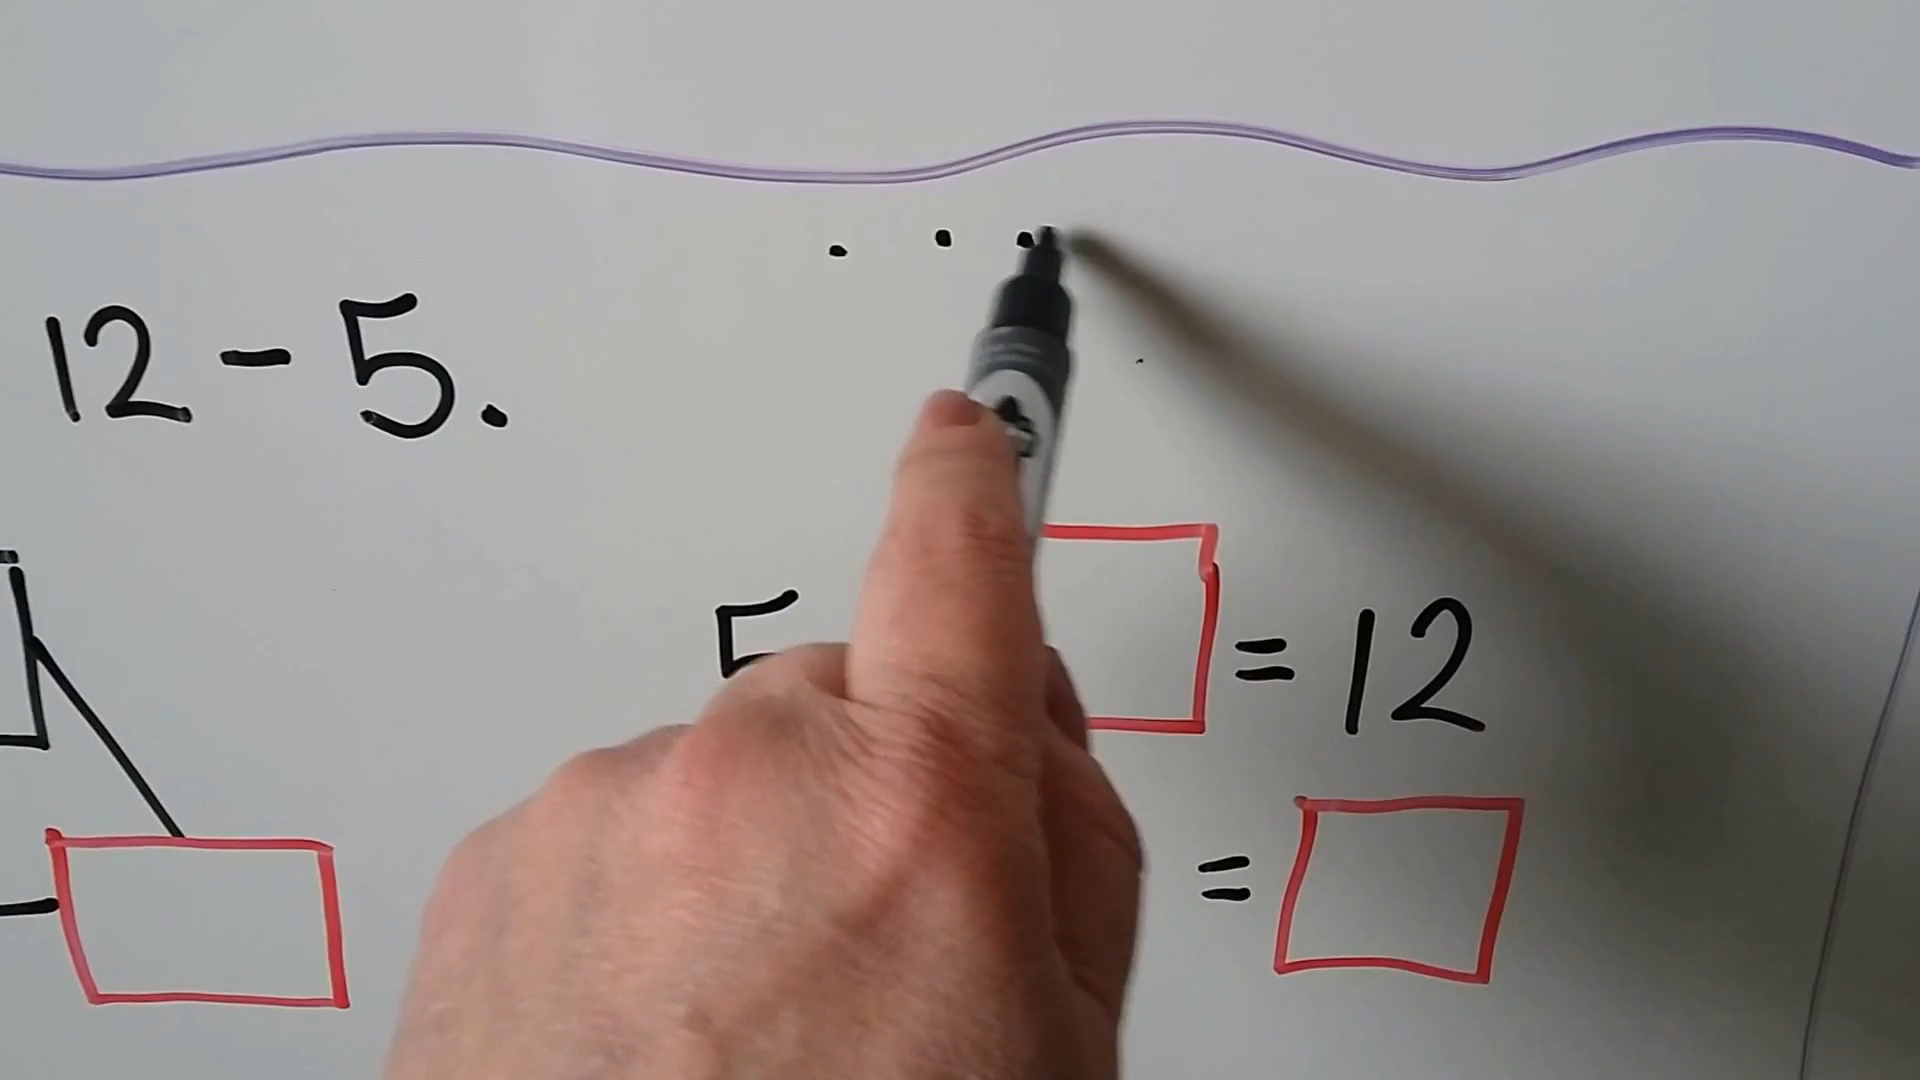 12 - 5.
5 = 12
=